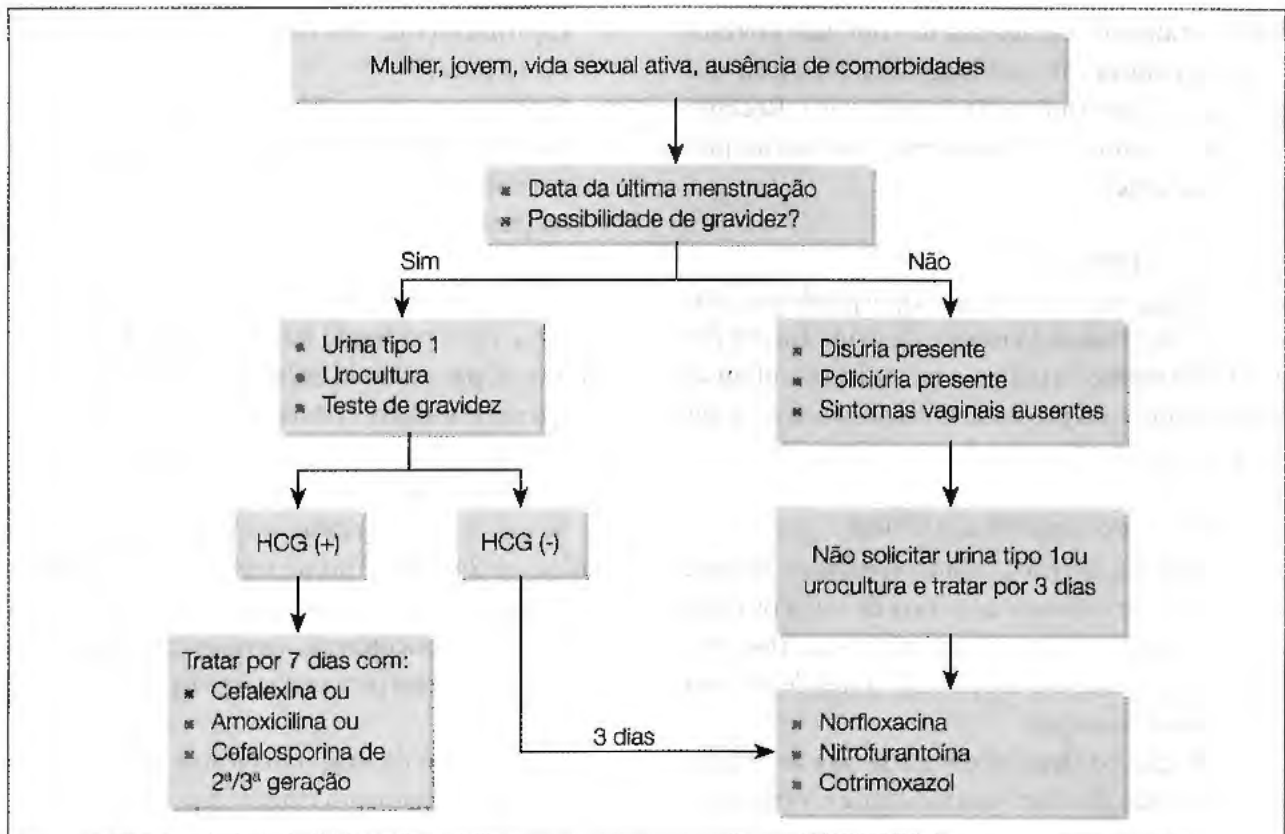 Mulher, jovem, vida sexual ativa, ausência de comorbidades
Data da última menstruação
Possibilidade de gravidez?
Sim
Não
Urina tipo 1
Urocultura
Teste de gravidez
Disúria presente
Policiúria presente
Sintomas vaginais ausentes
HCG (+)
HCG (-)
Não solicitar urina tipo 1ou
urocultura e tratar por 3 dias
Tratar por 7 dias com:
Cefalexina ou
Amoxicilina ou
Cefalosporina de
2ª/3ª geração
3 dias
Norfloxacina
Nitrofurantoína
Cotrimoxazol